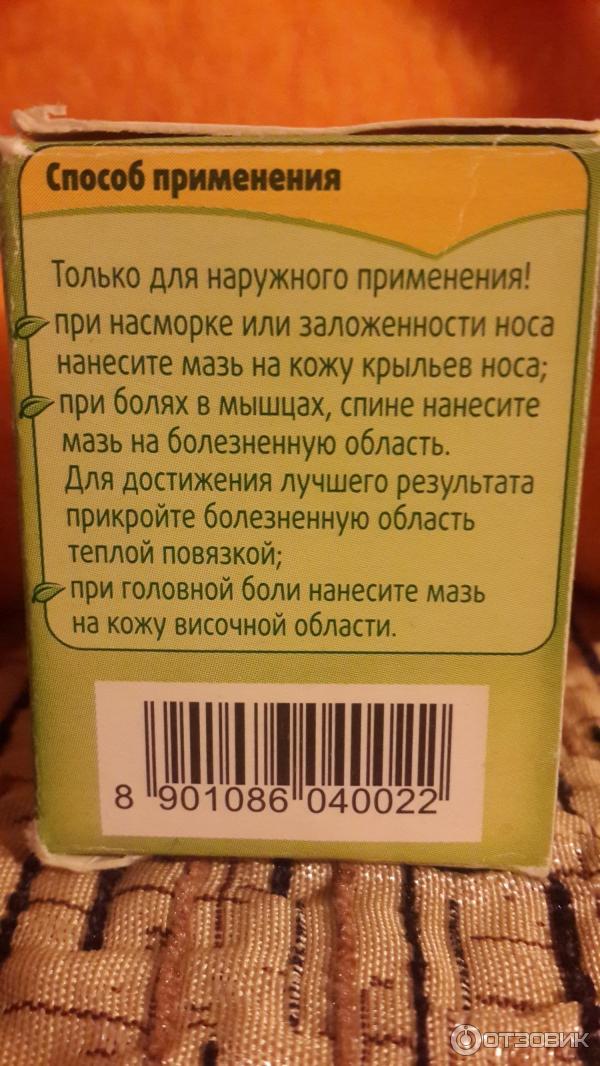 Способ применения
Только для наружного применения!
при насморке или заложенности носа
нанесите мазь на кожу крыльев носа;
при болях в мышцах, спине нанесите
мазь на болезненную область.
Для достижения лучшего результата
прикройте болезненную область
теплой повязкой;
при головной боли нанесите мазь
на кожу височной области.
8 901086 040022
ОТЗОВИК